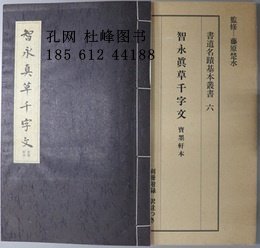 孔网 杜峰图书
185 612 44188
智永真草千字文
監修 藤原楚水
書道名蹟基本叢書 六
智永眞草千字文 寶墨軒本